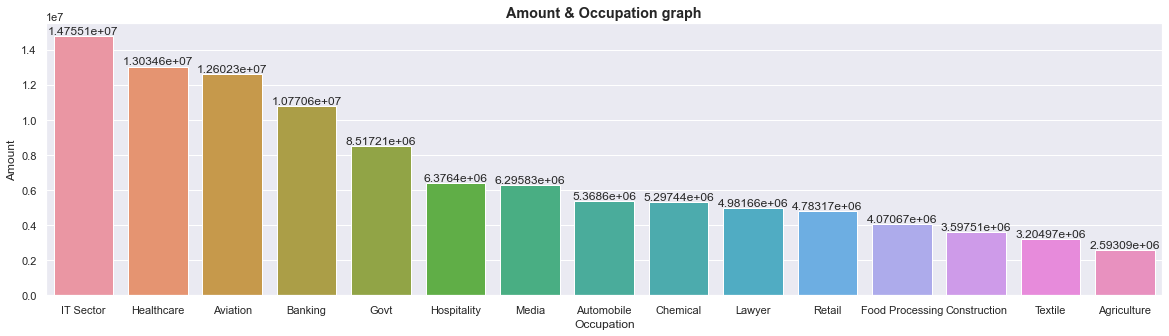 Amount & Occupation graph
1e7
1.47551e+07
1.30346e+07
1.26023e+07
1.07706e+07
8.51721e+06
6.3764e+06
6.29583e+06
5.3686e+06
5.29744e+06
4.98166e+06
4.78317e+06
4.07067e+06
3.59751e+06
3.20497e+06
2.59309e+06
1.4
1.2
1.0
0.8
0.6
0.4
0.2
0.0
Amount
IT Sector Healthcare Aviation Banking Govt Hospitality Media Automobile Chemical Lawyer Retail Food Processing Construction Textile Agriculture
Occupation